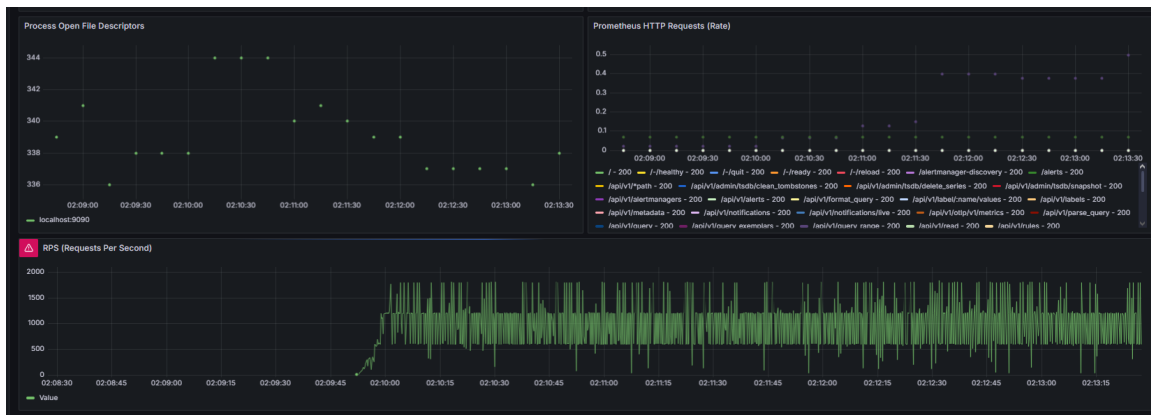 Process Open File Descriptors
344
342
340
338
336
02:09:00 02:09:30 02:10:00 02:10:30 02:11:00 02:11:30 02:12:00 02:12:30 02:13:00 02:13:30
localhost:9090
Prometheus HTTP Requests (Rate)
0.5
0.4
0.3
0.2
0.1
0
02:09:00 02:09:30 02:10:00 02:10:30 02:11:00 02:11:30 02:12:00 02:12:30 02:13:00 02:13:30
/ - 200 /-/healthy - 200 /-/quit - 200 /-/ready - 200 /-/reload - 200 /alertmanager-discovery - 200 /alerts - 200
/api/v1/*path - 200 /api/v1/admin/tsdb/clean_tombstones - 200 /api/v1/admin/tsdb/delete_series - 200 /api/v1/admin/tsdb/snapshot - 200
/api/v1/alertmanagers - 200 /api/v1/alerts - 200 /api/v1/format_query - 200 /api/v1/label/:name/values - 200 /api/v1/labels - 200
/api/v1/metadata - 200 /api/v1/notifications - 200 /api/v1/notifications/live - 200 /api/v1/otlp/v1/metrics - 200 /api/v1/parse_query - 200
/api/v1/query - 200 /api/v1/query_exemplars - 200 /api/v1/query_range - 200 /api/v1/read - 200 /api/v1/rules - 200
RPS (Requests Per Second)
2000
1500
1000
500
0
02:08:30 02:08:45 02:09:00 02:09:15 02:09:30 02:09:45 02:10:00 02:10:15 02:10:30 02:10:45 02:11:00 02:11:15 02:11:30 02:11:45 02:12:00 02:12:15 02:12:30 02:12:45 02:13:00 02:13:15
Value